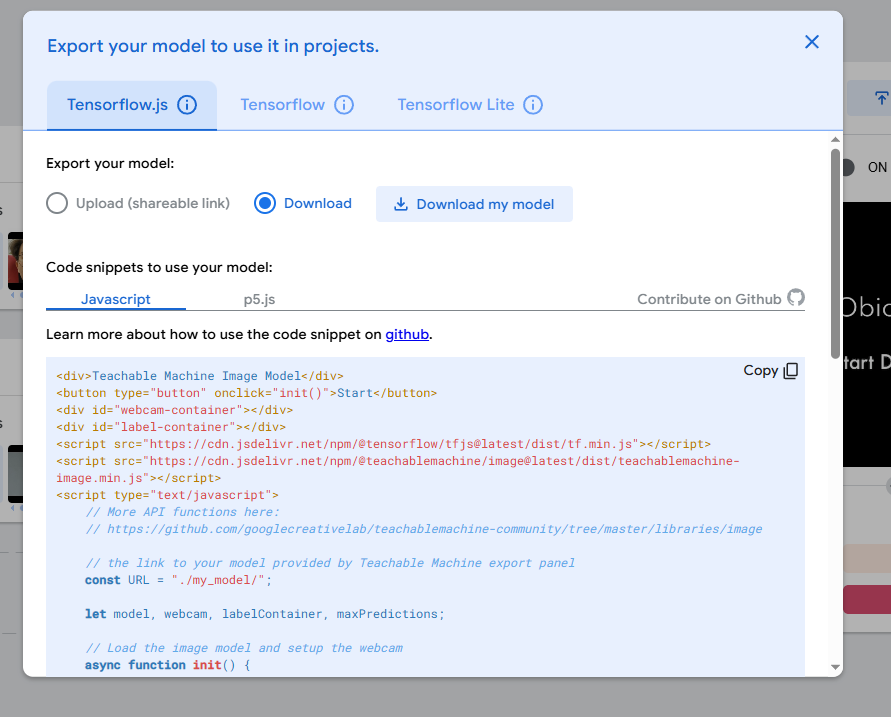 Export your model to use it in projects.
Tensorflow.js
Tensorflow
Tensorflow Lite
ON
Export your model:
Upload (shareable link)
Download
Download my model
Code snippets to use your model:
Javascript
p5.js
Contribute on Github
Learn more about how to use the code snippet on github.
Copy
<div>Teachable Machine Image Model</div>
<button type="button" onclick="init()">Start</button>
<div id="webcam-container"></div>
<div id="label-container"></div>
<script src="https://cdn.jsdelivr.net/npm/@tensorflow/tfjs@latest/dist/tf.min.js"></script>
<script src="https://cdn.jsdelivr.net/npm/@teachablemachine/image@latest/dist/teachablemachine-
image.min.js"></script>
<script type="text/javascript">
    // More API functions here:
    // https://github.com/googlecreativelab/teachablemachine-community/tree/master/libraries/image
    // the link to your model provided by Teachable Machine export panel
    const URL = "./my_model/";
    let model, webcam, labelContainer, maxPredictions;
    // Load the image model and setup the webcam
    async function init() {